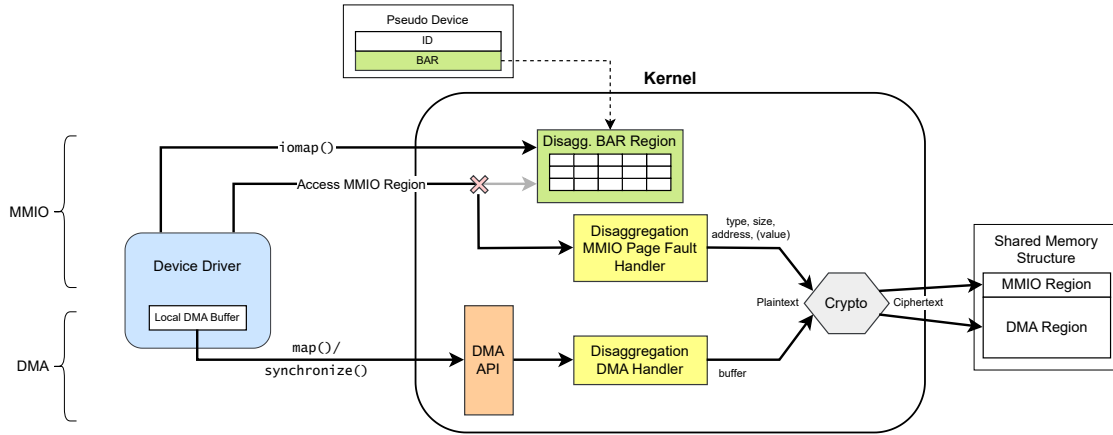 Pseudo Device
ID
BAR
Kernel
Disagg. BAR Region
iomap()
Access MMIO Region
MMIO
Disaggregation
MMIO Page Fault
Handler
type, size,
address, (value)
Shared Memory
Structure
MMIO Region
DMA Region
Device Driver
Local DMA Buffer
Plaintext
Crypto
Ciphertext
DMA
map()/
synchronize()
DMA
API
Disaggregation
DMA Handler
buffer